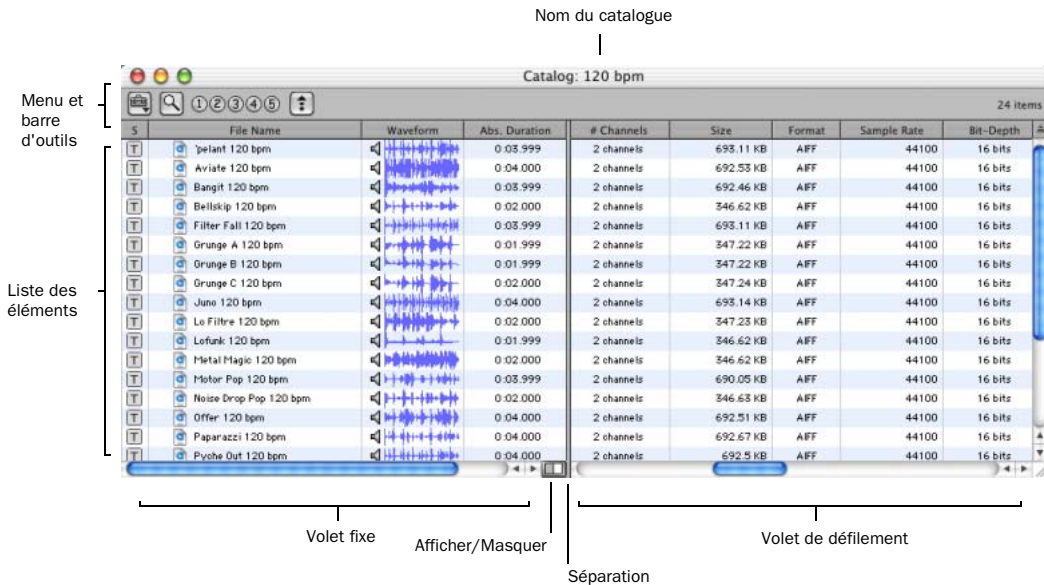 Nom du catalogue
Catalog: 120 bpm
Menu et
barre
d'outils
1 2 3 4 5
24 items
S File Name Waveform Abs. Duration # Channels Size Format Sample Rate Bit-Depth
T 'pelant 120 bpm 0:03.999 2 channels 693.11 KB AIFF 44100 16 bits
T Aviate 120 bpm 0:04.000 2 channels 692.53 KB AIFF 44100 16 bits
T Bangit 120 bpm 0:03.999 2 channels 692.46 KB AIFF 44100 16 bits
T Bellskip 120 bpm 0:02.000 2 channels 346.62 KB AIFF 44100 16 bits
T Filter Fall 120 bpm 0:03.999 2 channels 693.11 KB AIFF 44100 16 bits
T Grunge A 120 bpm 0:01.999 2 channels 347.22 KB AIFF 44100 16 bits
T Grunge B 120 bpm 0:01.999 2 channels 347.22 KB AIFF 44100 16 bits
T Grunge C 120 bpm 0:02.000 2 channels 347.24 KB AIFF 44100 16 bits
Liste des
éléments
T Juno 120 bpm 0:04.000 2 channels 693.14 KB AIFF 44100 16 bits
T Lo Filtre 120 bpm 0:02.000 2 channels 347.23 KB AIFF 44100 16 bits
T Lofunk 120 bpm 0:01.999 2 channels 346.62 KB AIFF 44100 16 bits
T Metal Magic 120 bpm 0:02.000 2 channels 346.62 KB AIFF 44100 16 bits
T Motor Pop 120 bpm 0:03.999 2 channels 690.05 KB AIFF 44100 16 bits
T Noise Drop Pop 120 bpm 0:02.000 2 channels 346.63 KB AIFF 44100 16 bits
T Offer 120 bpm 0:04.000 2 channels 692.51 KB AIFF 44100 16 bits
T Paparazzi 120 bpm 0:04.000 2 channels 692.67 KB AIFF 44100 16 bits
T Pyche Out 120 bpm 0:04.000 2 channels 692.5 KB AIFF 44100 16 bits
Volet fixe
Afficher/Masquer
Volet de défilement
Séparation